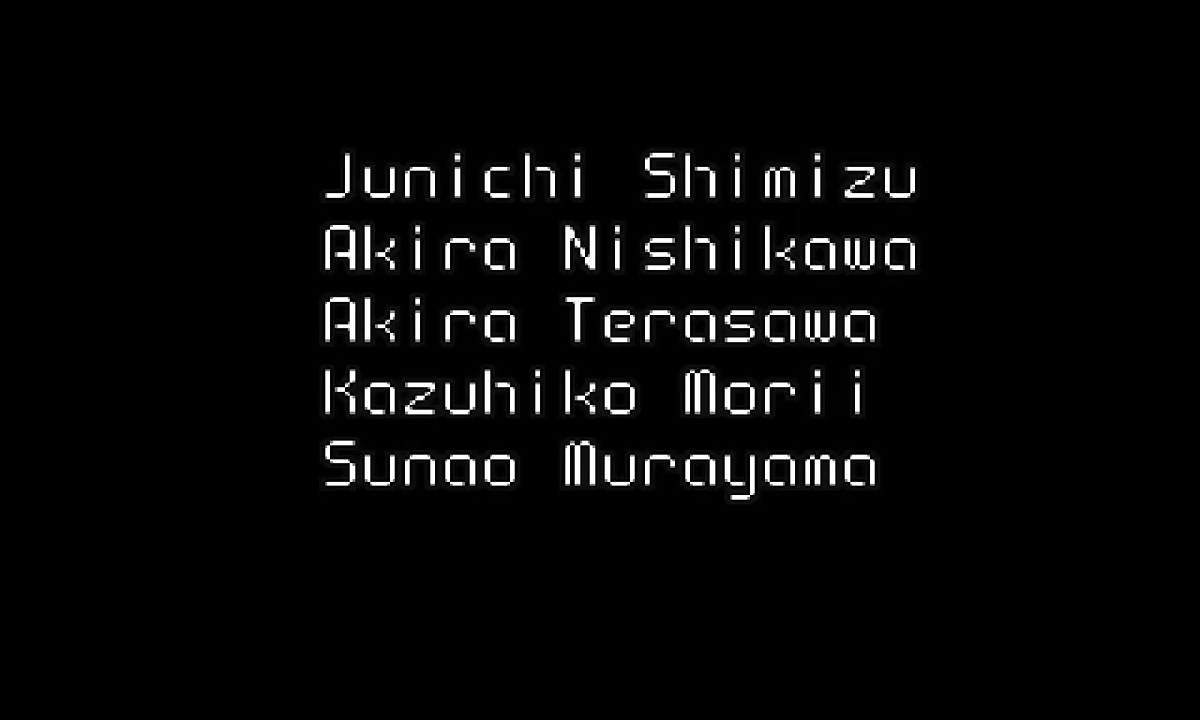 Junichi Shimizu
Akira Nishikawa
Akira Terasawa
Kazuhiko Morii
Sunao Murayama